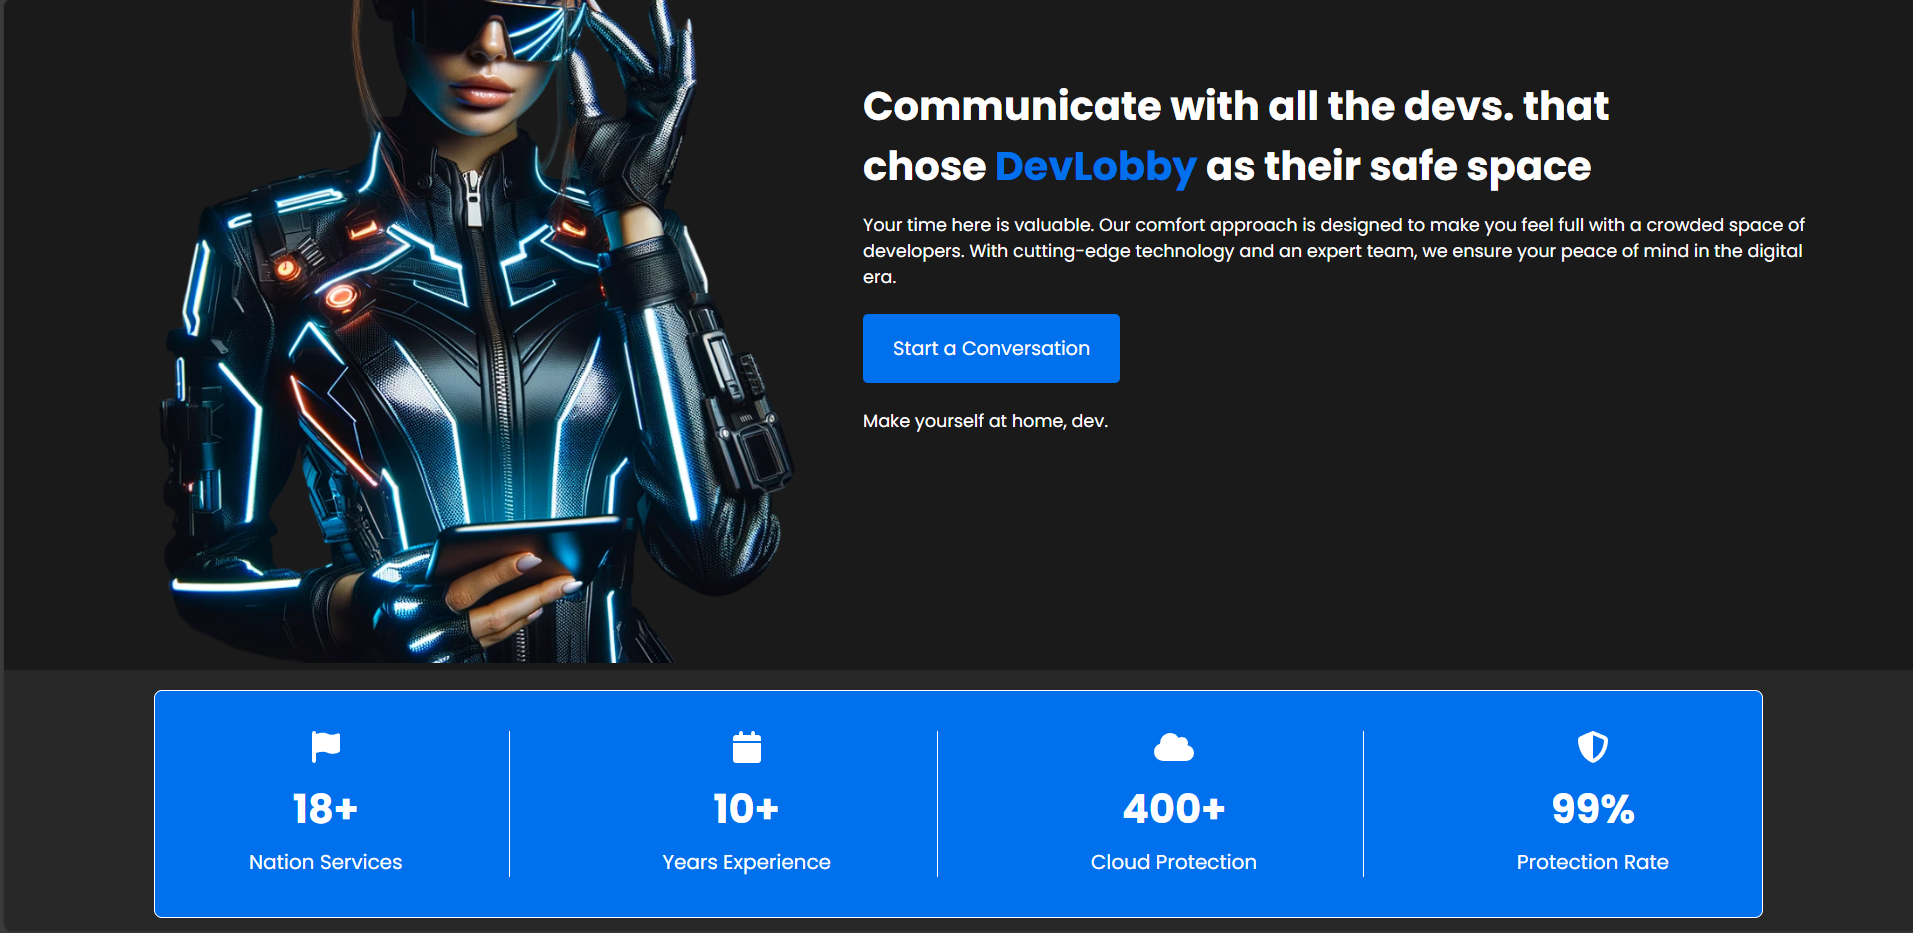 Communicate with all the devs. that
chose DevLobby as their safe space
Your time here is valuable. Our comfort approach is designed to make you feel full with a crowded space of
developers. With cutting-edge technology and an expert team, we ensure your peace of mind in the digital
era.
Start a Conversation
Make yourself at home, dev.
18+
Nation Services
10+
Years Experience
400+
Cloud Protection
99%
Protection Rate